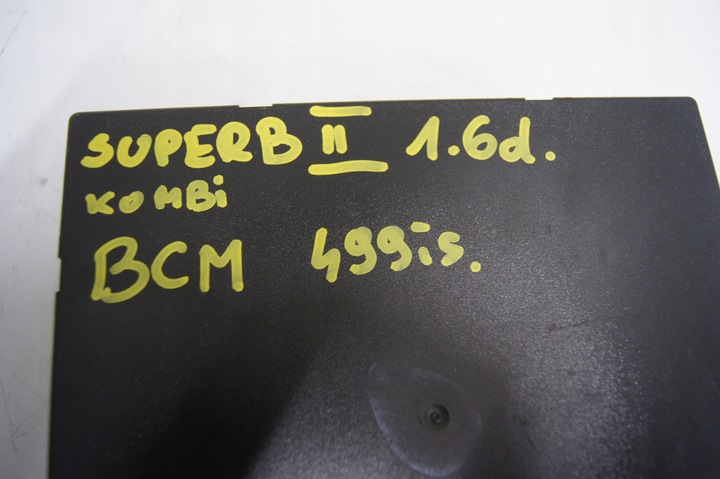 SUPERB II 1.6d.
KOMBi
BCM 499is.